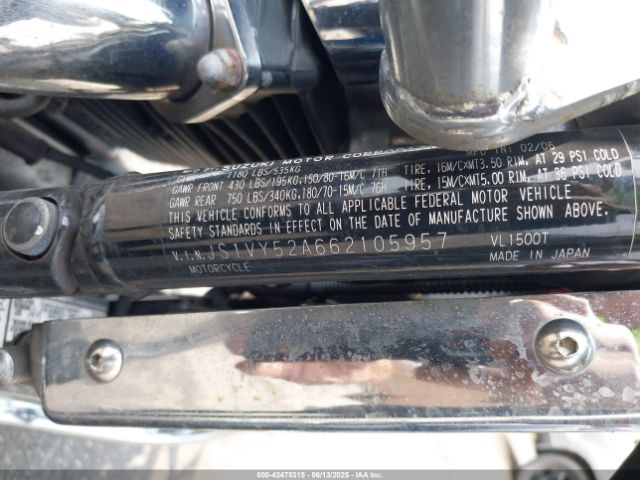 SUZUKI MOTOR CORPORATION MFD IN: 02/06
GVWR 1180 LBS/535KG
GAWR FRONT 430 LBS/195KG,150/80-16M/C 71H TIRE, 16M/CXMT3.50 RIM, AT 29 PSI COLD
GAWR REAR 750 LBS/340KG,180/70-15M/C 76H TIRE, 15M/CXMT5.00 RIM, AT 36 PSI COLD
THIS VEHICLE CONFORMS TO ALL APPLICABLE FEDERAL MOTOR VEHICLE
SAFETY STANDARDS IN EFFECT ON THE DATE OF MANUFACTURE SHOWN ABOVE.
V.I.N. JS1VY52A662105957 VL1500T
MOTORCYCLE MADE IN JAPAN
000-42475315 - 06/13/2025 - IAA Inc.